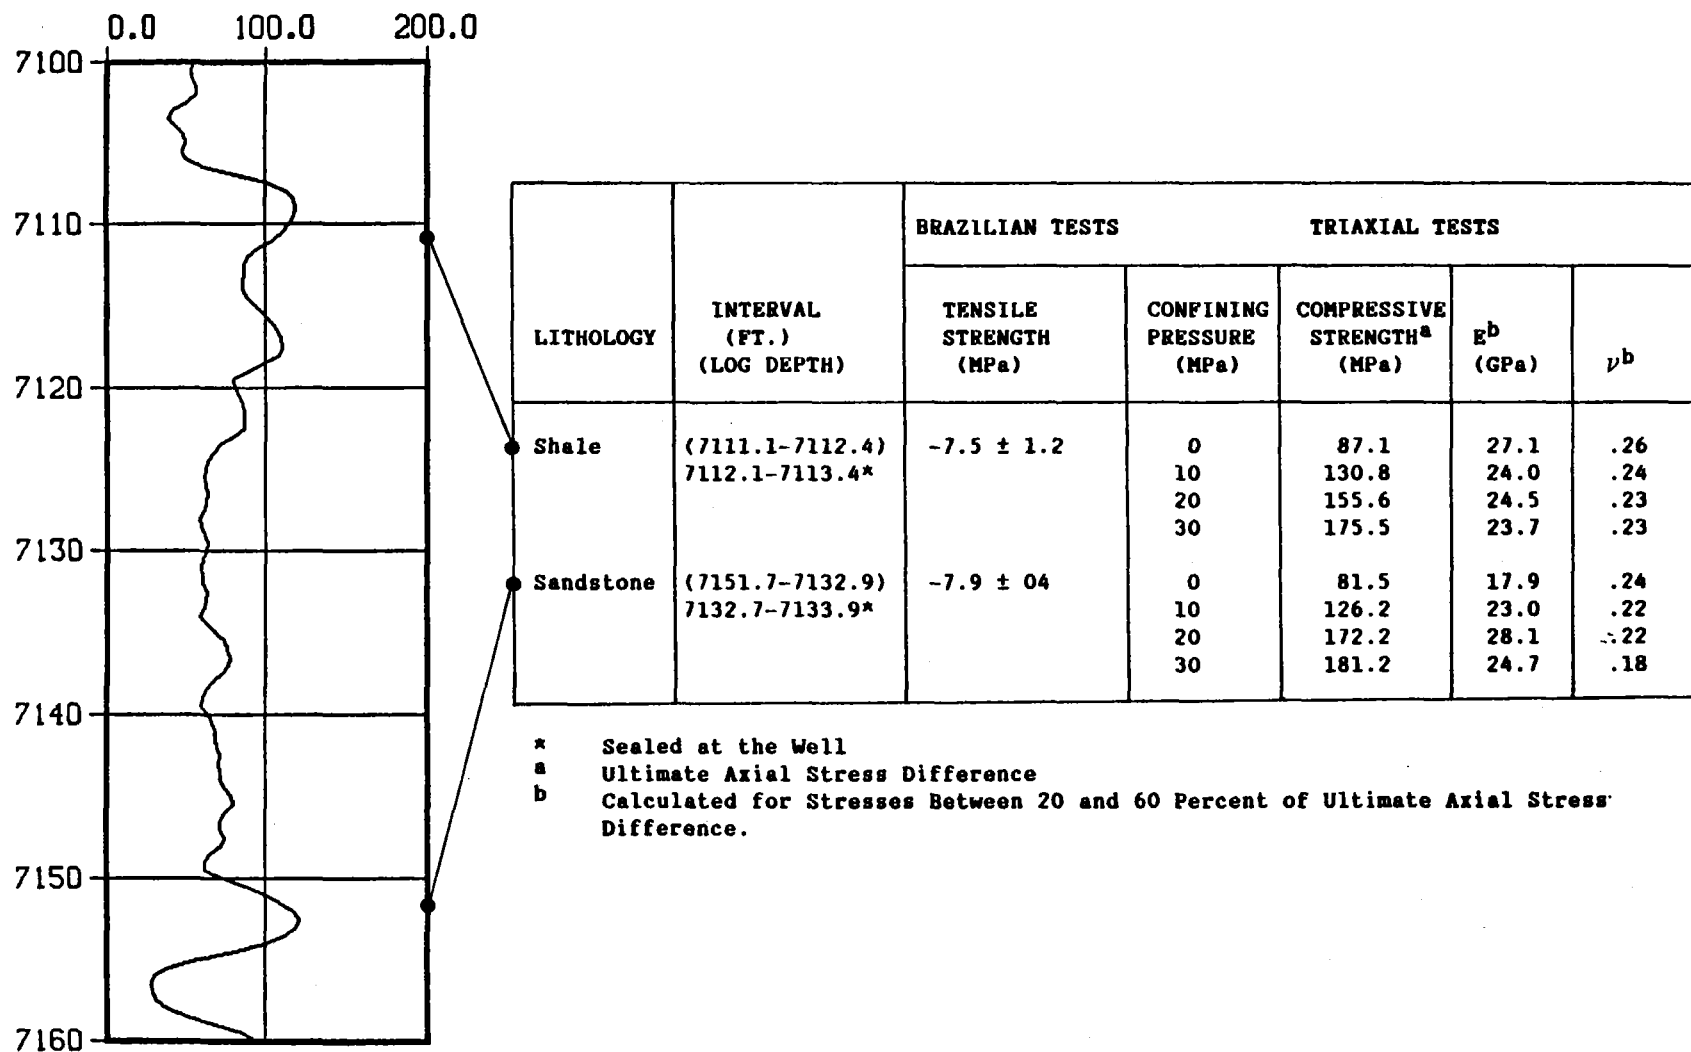 0.0 100.0 200.0
7100
7110
7120
7130
7140
7150
7160
BRAZILIAN TESTS TRIAXIAL TESTS
LITHOLOGY
INTERVAL
(FT.)
(LOG DEPTH)
TENSILE
STRENGTH
(MPa)
CONFINING
PRESSURE
(MPa)
COMPRESSIVE
STRENGTHa
(MPa)
Eb
(GPa)
νb
Shale (7111.1-7112.4) -7.5 ± 1.2 0 87.1 27.1 .26
7112.1-7113.4* 10 130.8 24.0 .24
20 155.6 24.5 .23
30 175.5 23.7 .23
Sandstone (7151.7-7132.9) -7.9 ± 04 0 81.5 17.9 .24
7132.7-7133.9* 10 126.2 23.0 .22
20 172.2 28.1 .22
30 181.2 24.7 .18
* Sealed at the Well
a Ultimate Axial Stress Difference
b Calculated for Stresses Between 20 and 60 Percent of Ultimate Axial Stress
Difference.